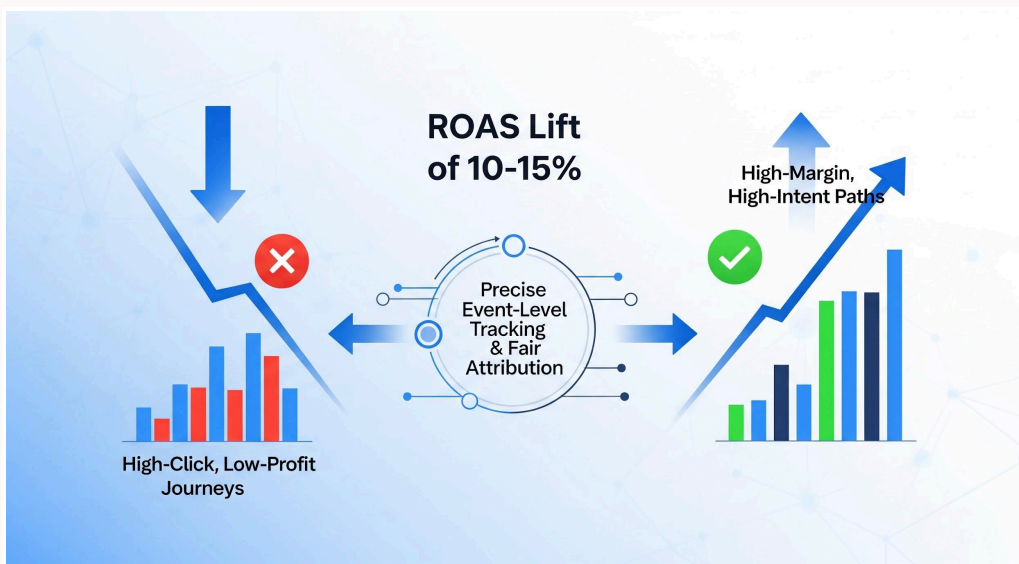 ROAS Lift
of 10-15%
High-Margin,
High-Intent Paths
Precise
Event-Level
Tracking
& Fair
Attribution
High-Click, Low-Profit
Journeys